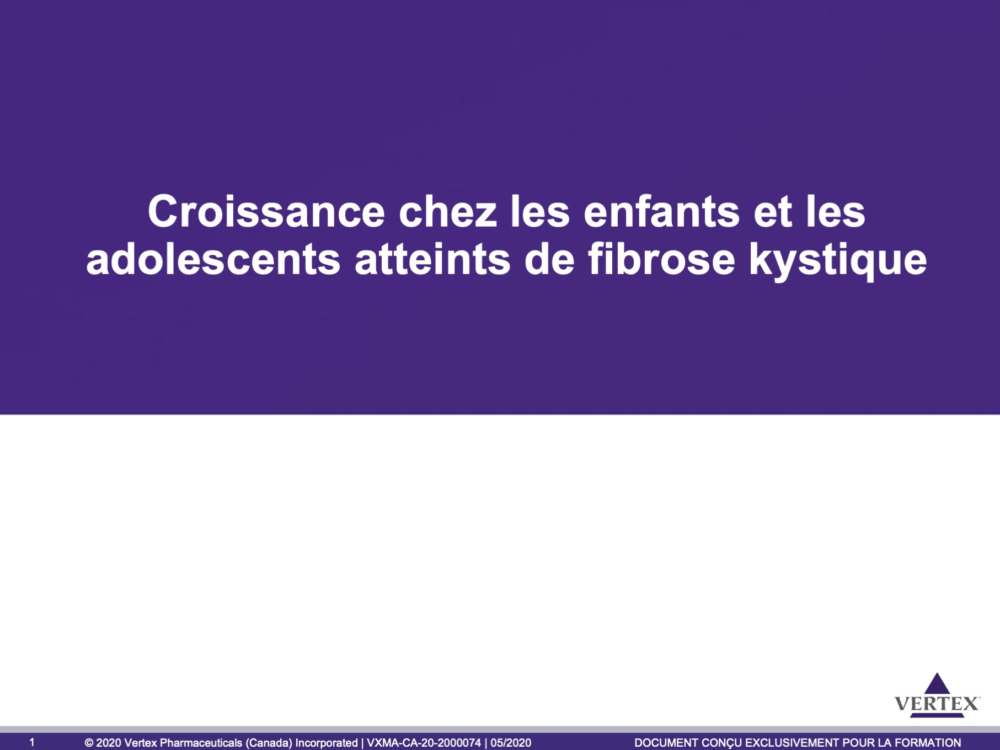 Croissance chez les enfants et les
adolescents atteints de fibrose kystique
VERTEX
1 © 2020 Vertex Pharmaceuticals (Canada) Incorporated | VXMA-CA-20-2000074 | 05/2020 DOCUMENT CONÇU EXCLUSIVEMENT POUR LA FORMATION